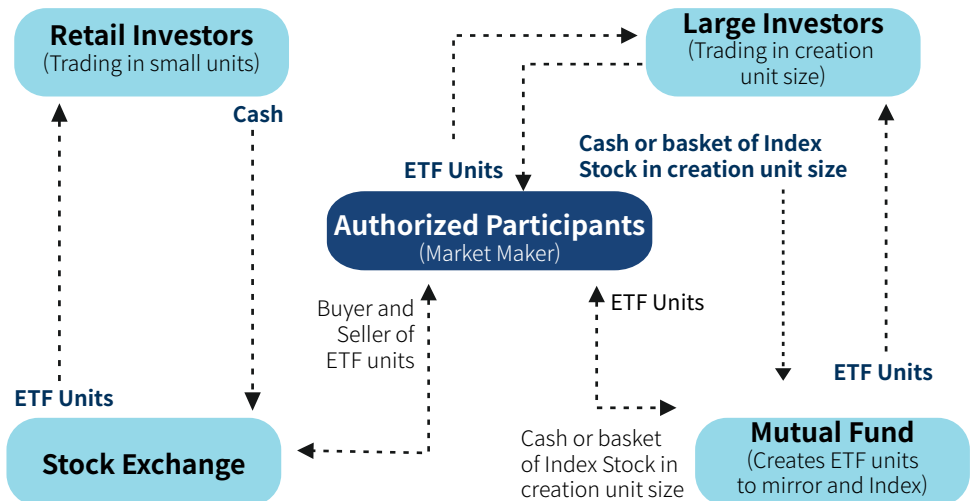 Retail Investors
(Trading in small units)
Large Investors
(Trading in creation
unit size)
Cash
ETF Units
Cash or basket of Index
Stock in creation unit size
Authorized Participants
(Market Maker)
Buyer and
Seller of
ETF units
ETF Units
ETF Units
ETF Units
Stock Exchange
Cash or basket
of Index Stock in
creation unit size
Mutual Fund
(Creates ETF units
to mirror and Index)